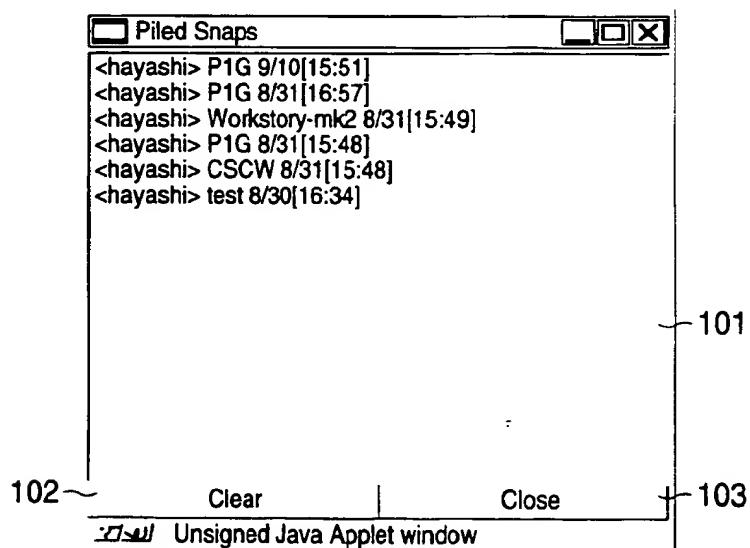 Piled Snaps
<hayashi> P1G 9/10[15:51]
<hayashi> P1G 8/31[16:57]
<hayashi> Workstory-mk2 8/31[15:49]
<hayashi> P1G 8/31[15:48]
<hayashi> CSCW 8/31[15:48]
<hayashi> test 8/30[16:34]
101
102 Clear Close 103
Unsigned Java Applet window